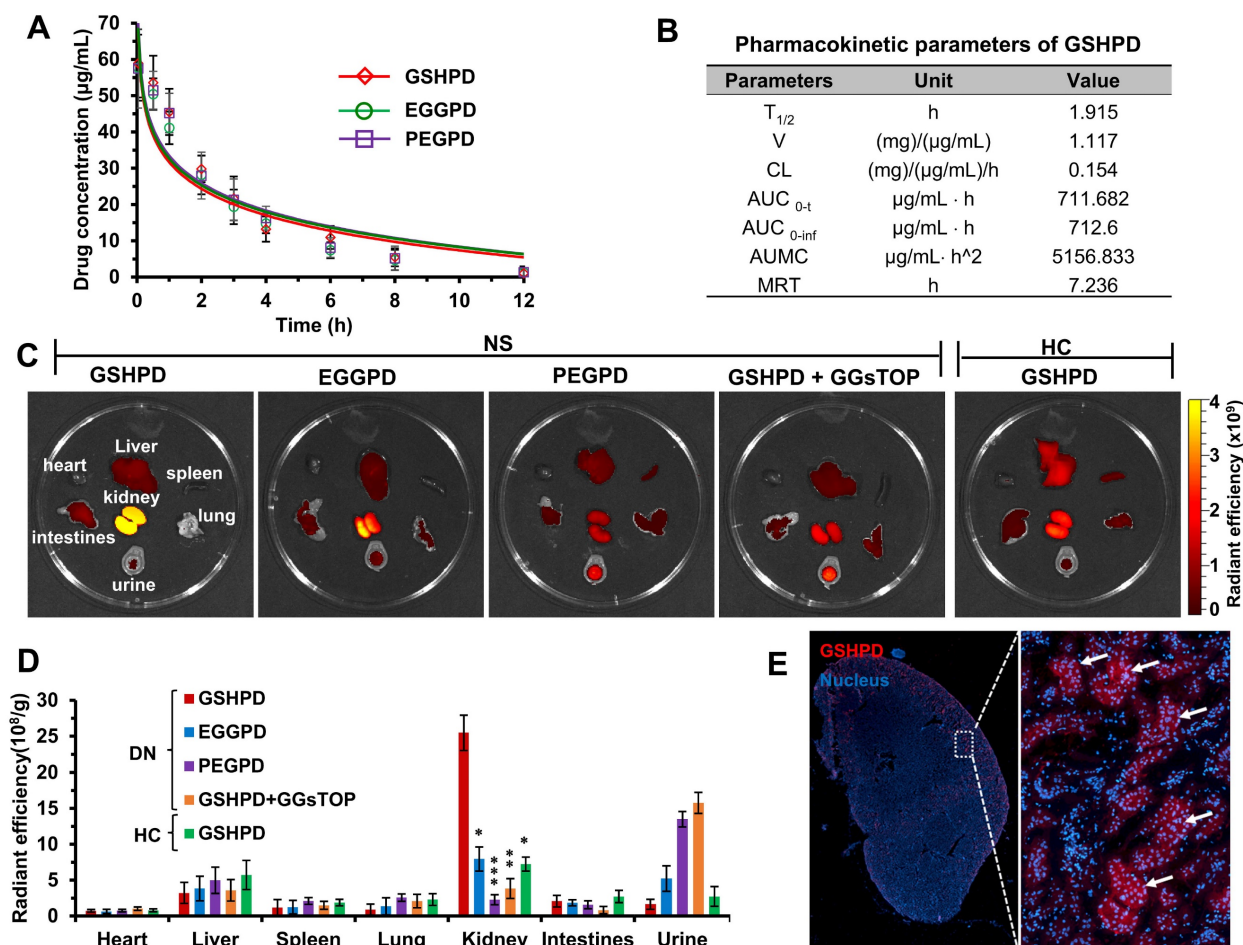 A
Drug concentration (µg/mL)
70
60
50
40
30
20
10
0
0 2 4 6 8 10 12
Time (h)
GSHPD
EGGPD
PEGPD
B
Pharmacokinetic parameters of GSHPD
Parameters Unit Value
T1/2 h 1.915
V (mg)/(µg/mL) 1.117
CL (mg)/(µg/mL)/h 0.154
AUC 0-t µg/mL · h 711.682
AUC 0-inf µg/mL · h 712.6
AUMC µg/mL· h^2 5156.833
MRT h 7.236
C
NS HC
GSHPD EGGPD PEGPD GSHPD + GGsTOP GSHPD
Liver
heart
spleen
kidney
lung
intestines
urine
4
3
2
1
0
Radiant efficiency (x10⁹)
D
Radiant efficiency(10⁸/g)
30
25
20
15
10
5
0
DN
GSHPD
EGGPD
PEGPD
GSHPD+GGsTOP
HC
GSHPD
*
***
**
*
Heart Liver Spleen Lung Kidney Intestines Urine
E
GSHPD
Nucleus